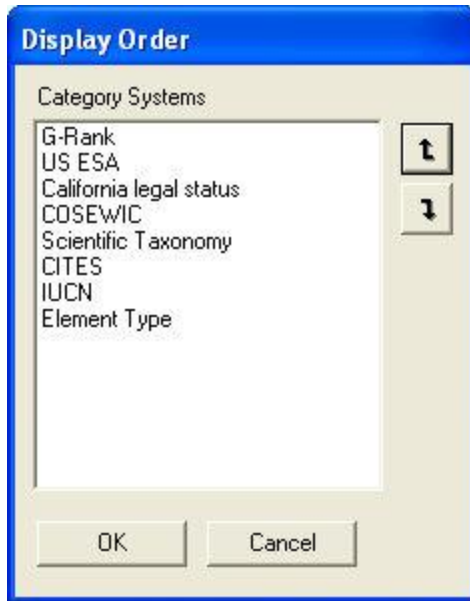 Display Order
Category Systems
G-Rank
US ESA
California legal status
COSEWIC
Scientific Taxonomy
CITES
IUCN
Element Type
OK
Cancel